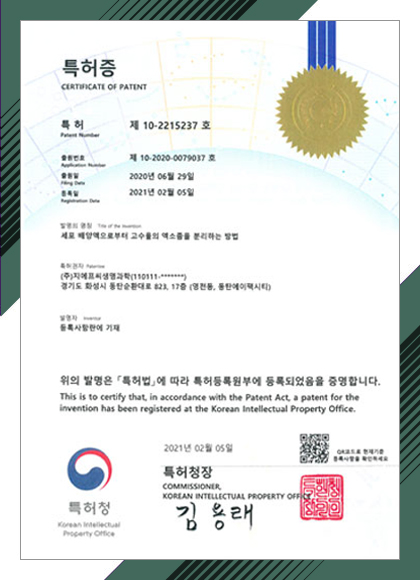 특허증
CERTIFICATE OF PATENT
특 허 제 10-2215237 호
Patent Number
출원번호 제 10-2020-0079037 호
Application Number
출원일 2020년 06월 29일
Filing Date
등록일 2021년 02월 05일
Registration Date
발명의 명칭 Title of the Invention
세포 배양액으로부터 고수율의 엑소좀을 분리하는 방법
특허권자 Patentee
(주)지에프씨생명과학(110111-*******)
경기도 화성시 동탄순환대로 823, 17층 (영천동, 동탄에이팩시티)
발명자 Inventor
등록사항란에 기재
위의 발명은 「특허법」에 따라 특허등록원부에 등록되었음을 증명합니다.
This is to certify that, in accordance with the Patent Act, a patent for the
invention has been registered at the Korean Intellectual Property Office.
2021년 02월 05일
QR코드로 현재기준
등록사항을 확인하세요
특허청장
COMMISSIONER,
KOREAN INTELLECTUAL PROPERTY OFFICE
김용래
특허청
Korean Intellectual
Property Office